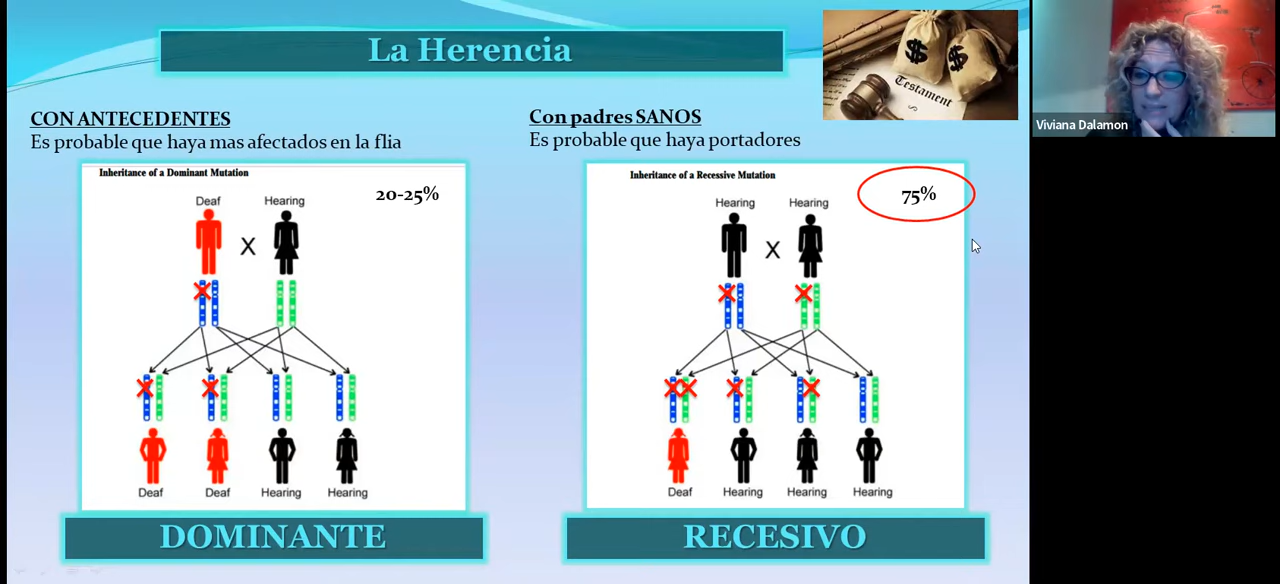 La Herencia
Testament
Viviana Dalamon
CON ANTECEDENTES
Es probable que haya mas afectados en la flia
Con padres SANOS
Es probable que haya portadores
Inheritance of a Dominant Mutation
20-25%
Deaf Hearing
X
Deaf Deaf Hearing Hearing
DOMINANTE
Inheritance of a Recessive Mutation
75%
Hearing Hearing
X
Deaf Hearing Hearing Hearing
RECESIVO